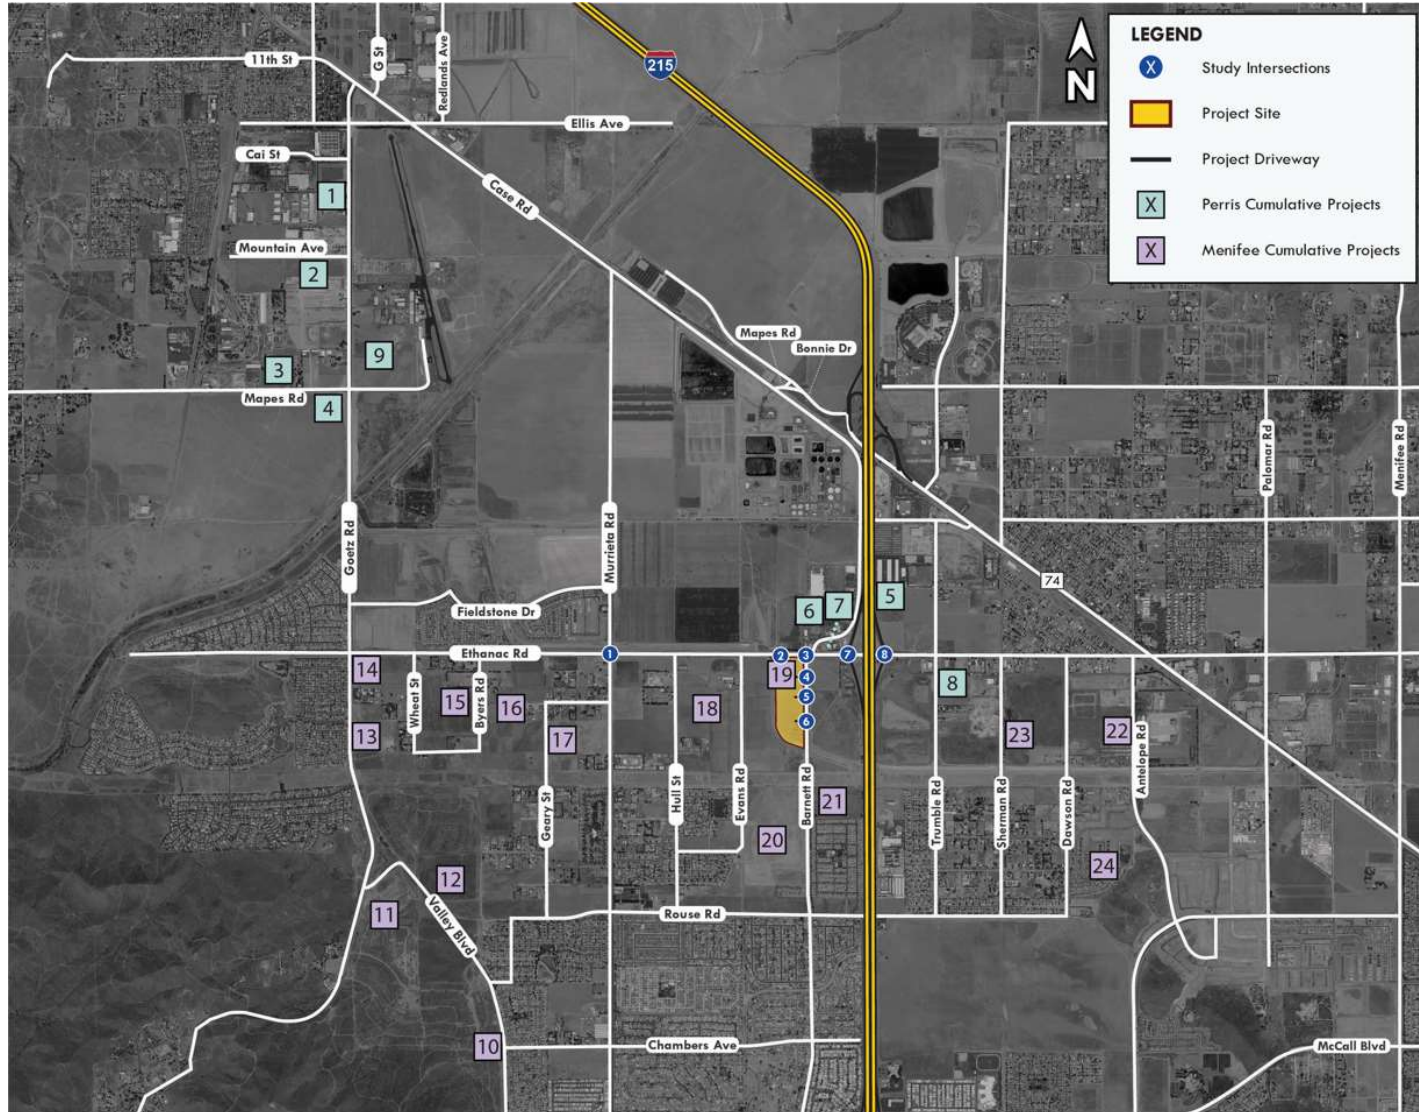 LEGEND
X Study Intersections
Project Site
Project Driveway
X Perris Cumulative Projects
X Menifee Cumulative Projects
N
215
11th St
G St
Redlands Ave
Ellis Ave
Cai St
1
Case Rd
Mountain Ave
2
Mapes Rd
Bonnie Dr
3
9
Mapes Rd
4
Palomar Rd
Menifee Rd
Goetz Rd
Murrieta Rd
74
5
6
7
Fieldstone Dr
Ethanac Rd
1
2
3
7
8
14
15
16
18
19
4
5
6
8
Wheat St
Byers Rd
13
17
23
22
Antelope Rd
Geary St
Hull St
Evans Rd
Barnett Rd
21
Trumble Rd
Sherman Rd
Dawson Rd
20
24
12
11
Valley Blvd
Rouse Rd
10
Chambers Ave
McCall Blvd